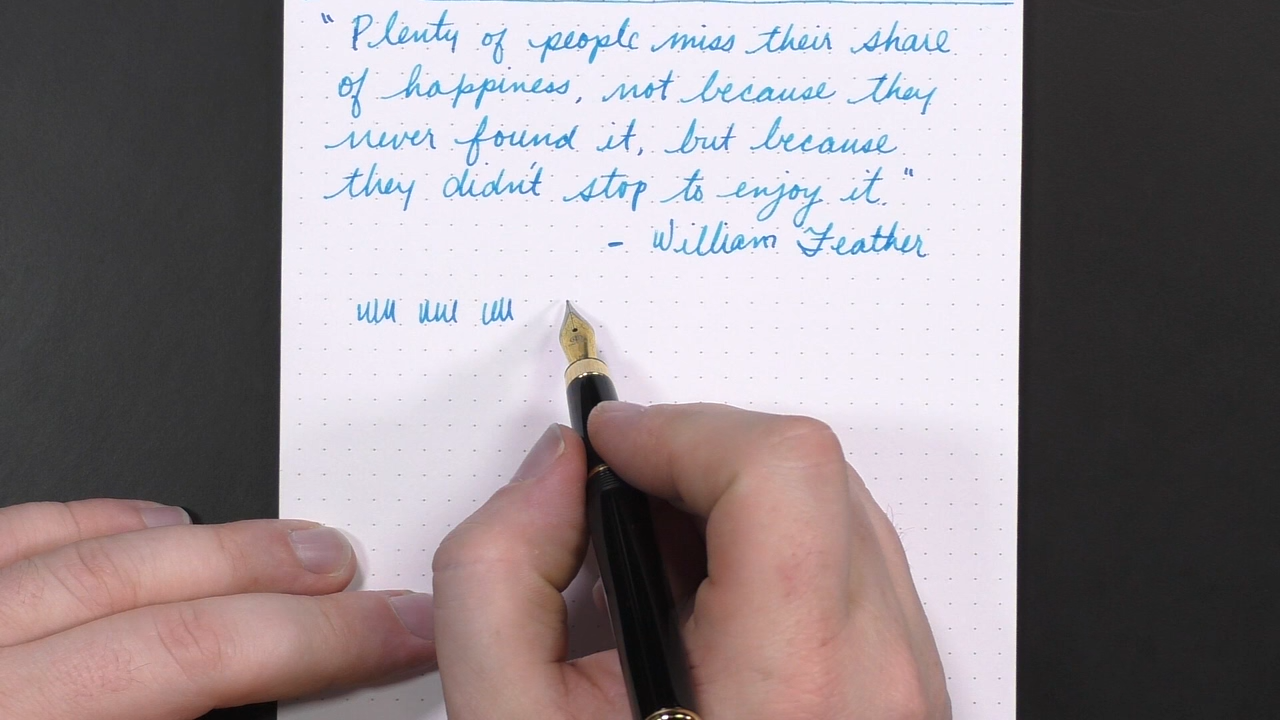 "Plenty of people miss their share
of happiness, not because they
never found it, but because
they didn't stop to enjoy it."
- William Feather